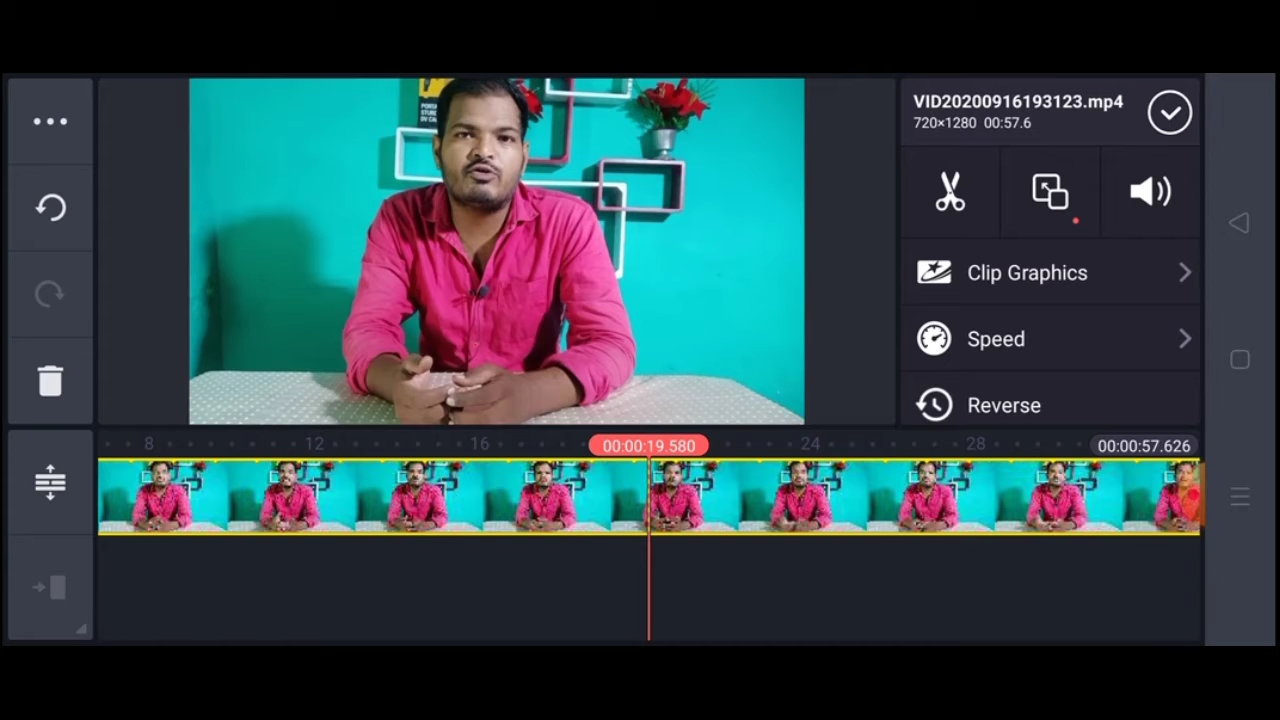 VID20200916193123.mp4
720×1280 00:57.6
Clip Graphics
Speed
Reverse
8 12 16 00:00:19.580 24 28 00:00:57.626